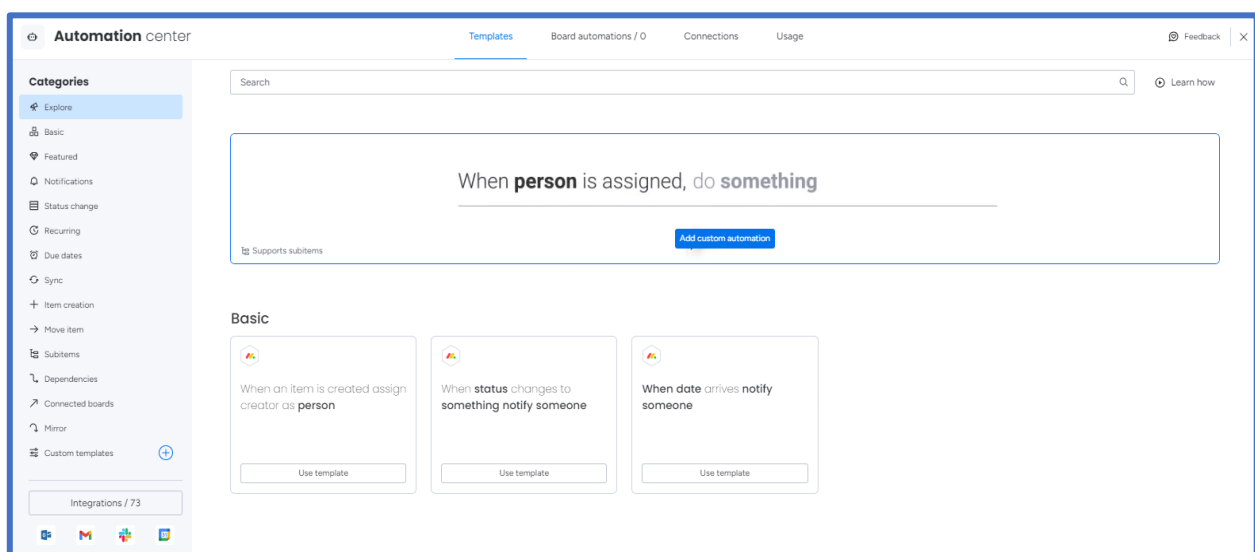 Automation center
Templates
Board automations / 0
Connections
Usage
Feedback
Categories
Explore
Basic
Featured
Notifications
Status change
Recurring
Due dates
Sync
Item creation
Move item
Subitems
Dependencies
Connected boards
Mirror
Custom templates
Integrations / 73
Search
Learn how
When person is assigned, do something
Add custom automation
Supports subitems
Basic
When an item is created assign
creator as person
Use template
When status changes to
something notify someone
Use template
When date arrives notify
someone
Use template